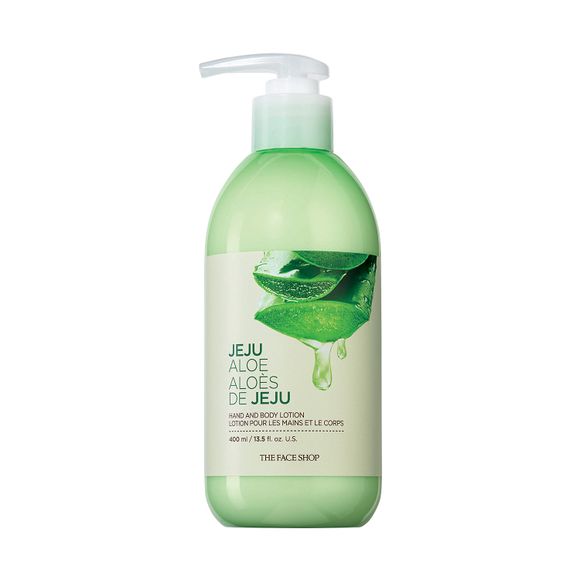 JEJU
ALOE
ALOÈS
DE JEJU
HAND AND BODY LOTION
LOTION POUR LES MAINS ET LE CORPS
400 ml / 13.5 fl. oz. U.S.
THE FACE SHOP